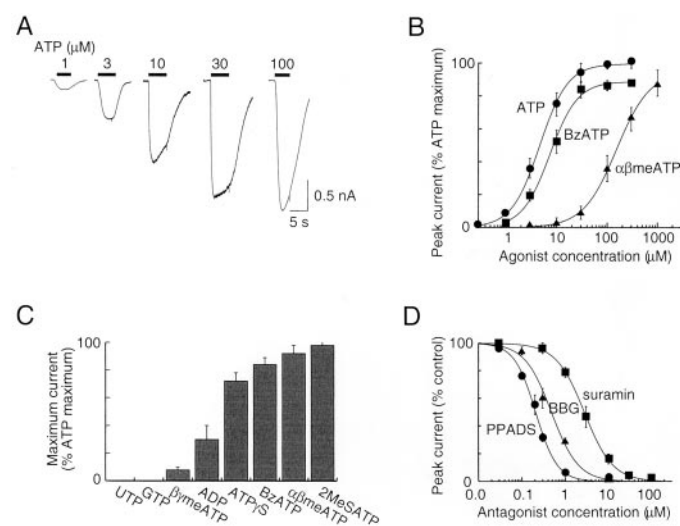 A
ATP (μM)
1 3 10 30 100
0.5 nA
5 s
B
Peak current (% ATP maximum)
100
0
ATP
BzATP
αβmeATP
1 10 100 1000
Agonist concentration (μM)
C
Maximum current
(% ATP maximum)
100
0
UTP
GTP
βγmeATP
ADP
ATPγS
BzATP
αβmeATP
2MeSATP
D
Peak current (% control)
100
0
PPADS
BBG
suramin
0.0 0.1 1 10 100
Antagonist concentration (μM)